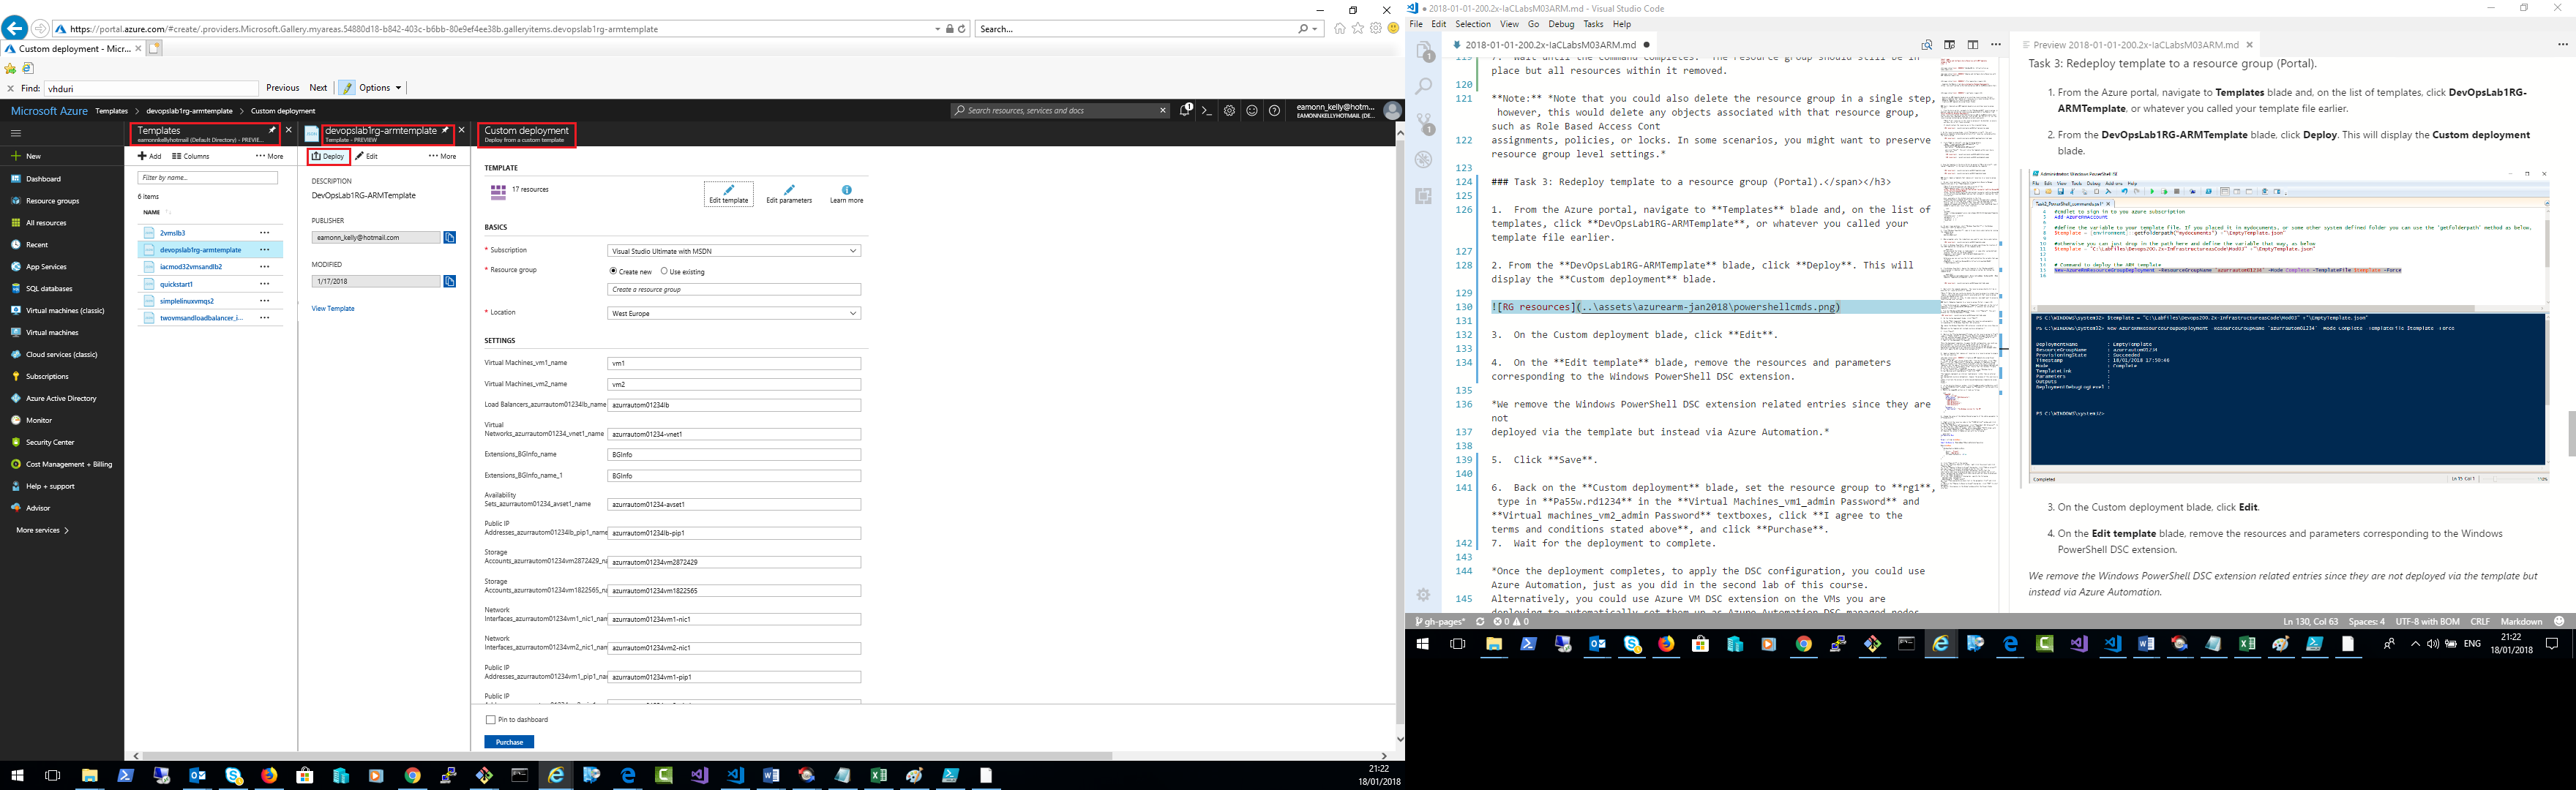 https://portal.azure.com/#create/.providers.Microsoft.Gallery.myareas.54880d18-b842-403c-b6bb-80e9ef4ee38b.galleryitems.devopslab1rg-armtemplate
Search...
Custom deployment - Micr...
Find: vhduri
Previous Next Options
Microsoft Azure Templates > devopslab1rg-armtemplate > Custom deployment
Search resources, services and docs
1
eamonn_kelly@hotm...
EAMONNKELLYHOTMAIL (DE...
New
Dashboard
Resource groups
All resources
Recent
App Services
SQL databases
Virtual machines (classic)
Virtual machines
Cloud services (classic)
Subscriptions
Azure Active Directory
Monitor
Security Center
Cost Management + Billing
Help + support
Advisor
More services >
Templates
eamonnkellyhotmail (Default Directory) - PREVIE...
Add Columns More
Filter by name...
6 items
NAME
2vmslb3
devopslab1rg-armtemplate
iacmod32vmsandlb2
quickstart1
simplelinuxvmqs2
twovmsandloadbalancer_i...
devopslab1rg-armtemplate
Template - PREVIEW
Deploy Edit More
DESCRIPTION
DevOpsLab1RG-ARMTemplate
PUBLISHER
eamonn_kelly@hotmail.com
MODIFIED
1/17/2018
View Template
Custom deployment
Deploy from a custom template
TEMPLATE
17 resources
Edit template Edit parameters Learn more
BASICS
* Subscription Visual Studio Ultimate with MSDN
* Resource group Create new Use existing
Create a resource group
* Location West Europe
SETTINGS
Virtual Machines_vm1_name vm1
Virtual Machines_vm2_name vm2
Load Balancers_azurrautom01234lb_name azurrautom01234lb
Virtual
Networks_azurrautom01234_vnet1_name azurrautom01234-vnet1
Extensions_BGInfo_name BGInfo
Extensions_BGInfo_name_1 BGInfo
Availability
Sets_azurrautom01234_avset1_name azurrautom01234-avset1
Public IP
Addresses_azurrautom01234lb_pip1_name azurrautom01234lb-pip1
Storage
Accounts_azurrautom01234vm2872429_na azurrautom01234vm2872429
Storage
Accounts_azurrautom01234vm1822565_na azurrautom01234vm1822565
Network
Interfaces_azurrautom01234vm1_nic1_nam azurrautom01234vm1-nic1
Network
Interfaces_azurrautom01234vm2_nic1_nam azurrautom01234vm2-nic1
Public IP
Addresses_azurrautom01234vm1_pip1_nam azurrautom01234vm1-pip1
Public IP
Pin to dashboard
Purchase
21:22
18/01/2018
2018-01-01-200.2x-IaCLabsM03ARM.md - Visual Studio Code
File Edit Selection View Go Debug Tasks Help
2018-01-01-200.2x-IaCLabsM03ARM.md
119 7. Wait until the command completes. The resource group should still be in
place but all resources within it removed.
120
121 **Note:** *Note that you could also delete the resource group in a single step,
however, this would delete any objects associated with that resource group,
such as Role Based Access Cont
122 assignments, policies, or locks. In some scenarios, you might want to preserve
resource group level settings.*
123
124 ### Task 3: Redeploy template to a resource group (Portal).</span></h3>
125
126 1. From the Azure portal, navigate to **Templates** blade and, on the list of
templates, click **DevOpsLab1RG-ARMTemplate**, or whatever you called your
template file earlier.
127
128 2. From the **DevOpsLab1RG-ARMTemplate** blade, click **Deploy**. This will
display the **Custom deployment** blade.
129
130 ![RG resources](..\assets\azurearm-jan2018\powershellcmds.png)
131
132 3. On the Custom deployment blade, click **Edit**.
133
134 4. On the **Edit template** blade, remove the resources and parameters
corresponding to the Windows PowerShell DSC extension.
135
136 *We remove the Windows PowerShell DSC extension related entries since they are
not
137 deployed via the template but instead via Azure Automation.*
138
139 5. Click **Save**.
140
141 6. Back on the **Custom deployment** blade, set the resource group to **rg1**,
type in **Pa55w.rd1234** in the **Virtual Machines_vm1_admin Password** and
**Virtual machines_vm2_admin Password** textboxes, click **I agree to the
terms and conditions stated above**, and click **Purchase**.
142 7. Wait for the deployment to complete.
143
144 *Once the deployment completes, to apply the DSC configuration, you could use
Azure Automation, just as you did in the second lab of this course.
145 Alternatively, you could use Azure VM DSC extension on the VMs you are
deploying to automatically set them up as Azure Automation DSC managed nodes
Preview 2018-01-01-200.2x-IaCLabsM03ARM.md
Task 3: Redeploy template to a resource group (Portal).
1. From the Azure portal, navigate to Templates blade and, on the list of templates, click DevOpsLab1RG-
ARMTemplate, or whatever you called your template file earlier.
2. From the DevOpsLab1RG-ARMTemplate blade, click Deploy. This will display the Custom deployment
blade.
3. On the Custom deployment blade, click Edit.
4. On the Edit template blade, remove the resources and parameters corresponding to the Windows
PowerShell DSC extension.
We remove the Windows PowerShell DSC extension related entries since they are not deployed via the template but
instead via Azure Automation.
gh-pages* 0 0
Ln 130, Col 63 Spaces: 4 UTF-8 with BOM CRLF Markdown
ENG
21:22
18/01/2018